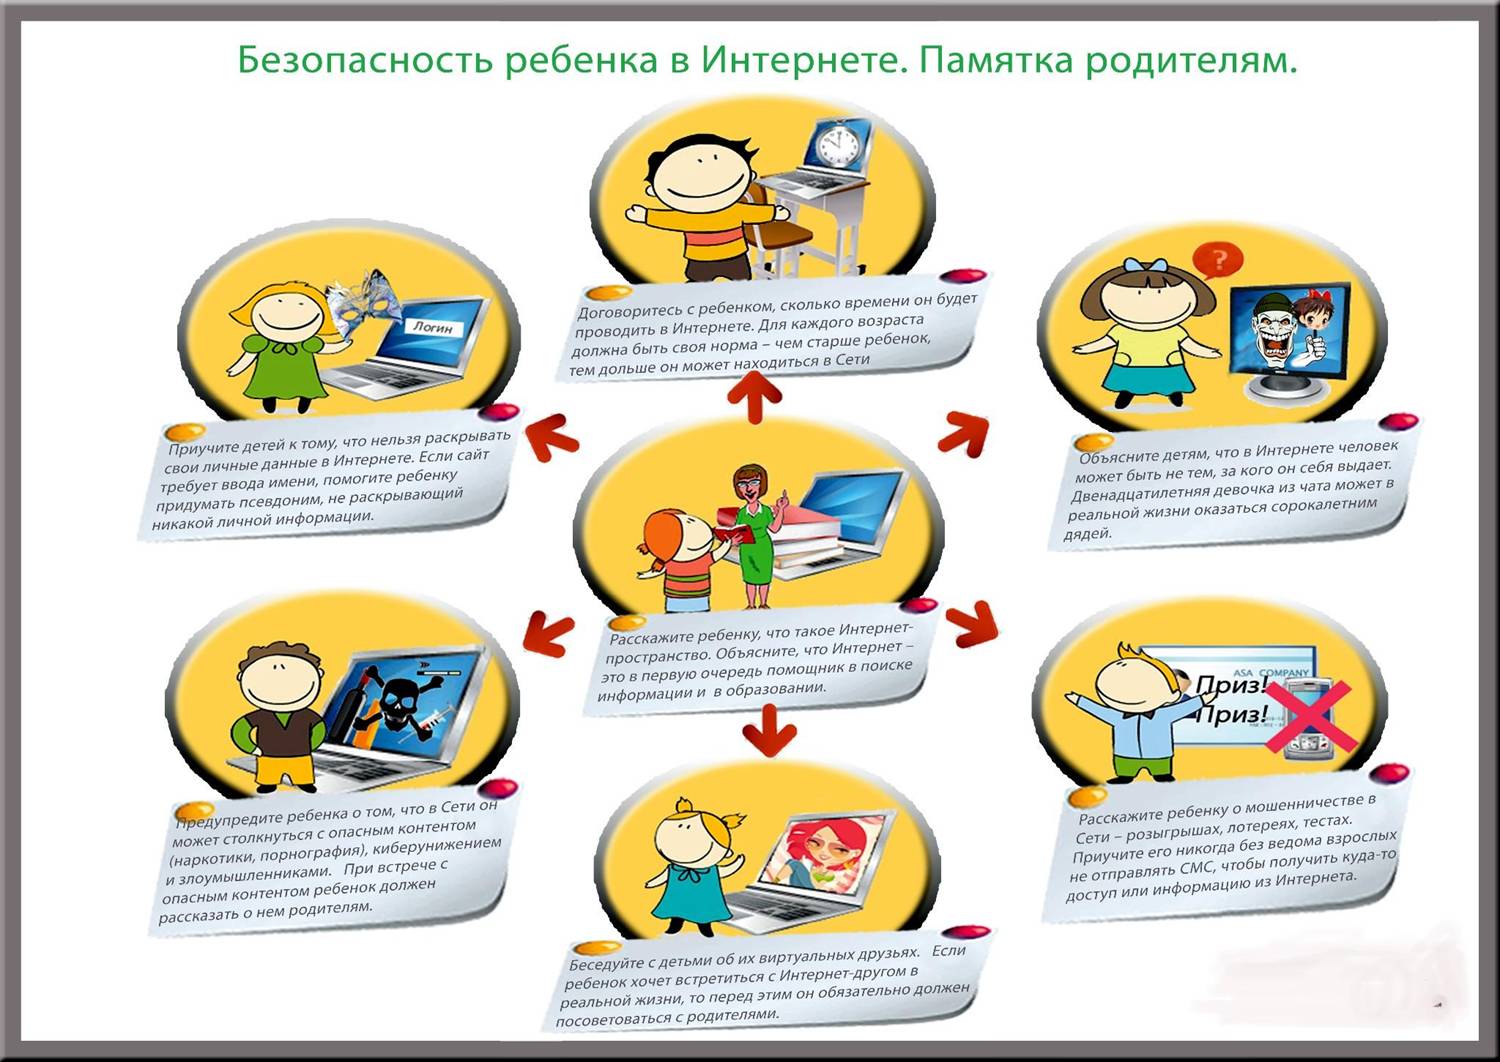 Безопасность ребенка в Интернете. Памятка родителям.
Договоритесь с ребенком, сколько времени он будет
проводить в Интернете. Для каждого возраста
должна быть своя норма – чем старше ребенок,
тем дольше он может находиться в Сети
Логин
Приучите детей к тому, что нельзя раскрывать
свои личные данные в Интернете. Если сайт
требует ввода имени, помогите ребенку
придумать псевдоним, не раскрывающий
никакой личной информации.
?
Объясните детям, что в Интернете человек
может быть не тем, за кого он себя выдает.
Двенадцатилетняя девочка из чата может в
реальной жизни оказаться сорокалетним
дядей.
Расскажите ребенку, что такое Интернет-
пространство. Объясните, что Интернет –
это в первую очередь помощник в поиске
информации и в образовании.
Предупредите ребенка о том, что в Сети он
может столкнуться с опасным контентом
(наркотики, порнография), киберунижением
и злоумышленниками. При встрече с
опасным контентом ребенок должен
рассказать о нем родителям.
ASA COMPANY
Приз!
Приз!
Расскажите ребенку о мошенничестве в
Сети – розыгрышах, лотереях, тестах.
Приучите его никогда без ведома взрослых
не отправлять СМС, чтобы получить куда-то
доступ или информацию из Интернета.
Беседуйте с детьми об их виртуальных друзьях. Если
ребенок хочет встретиться с Интернет-другом в
реальной жизни, то перед этим он обязательно должен
посоветоваться с родителями.